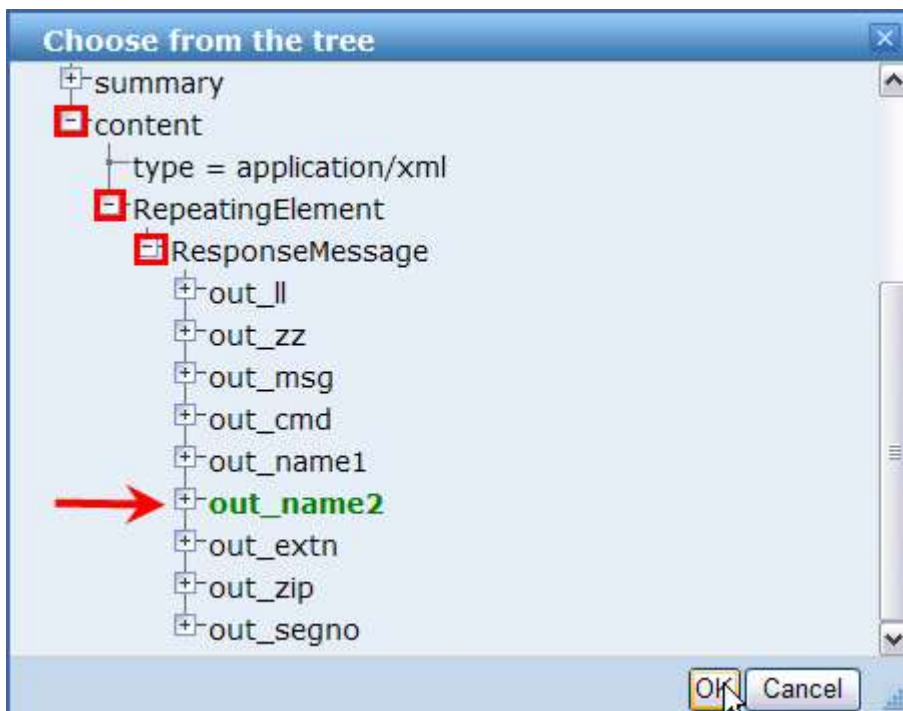 Choose from the tree
summary
content
type = application/xml
RepeatingElement
ResponseMessage
out_ll
out_zz
out_msg
out_cmd
out_name1
out_name2
out_extn
out_zip
out_segno
OK Cancel